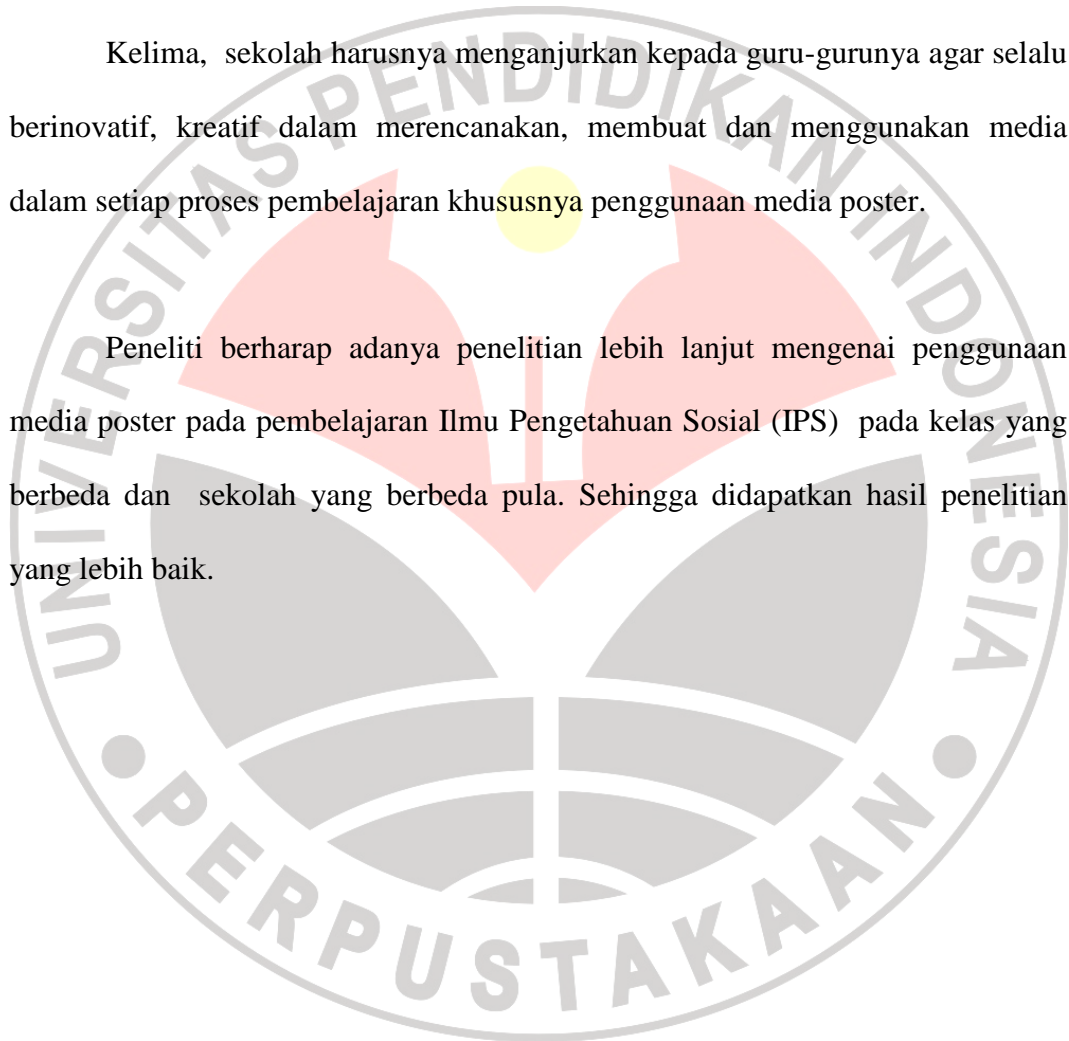 Kelima, sekolah harusnya menganjurkan kepada guru-gurunya agar selalu
berinovatif, kreatif dalam merencanakan, membuat dan menggunakan media
dalam setiap proses pembelajaran khususnya penggunaan media poster.
Peneliti berharap adanya penelitian lebih lanjut mengenai penggunaan
media poster pada pembelajaran Ilmu Pengetahuan Sosial (IPS) pada kelas yang
berbeda dan sekolah yang berbeda pula. Sehingga didapatkan hasil penelitian
yang lebih baik.
UNIVERSITAS PENDIDIKAN INDONESIA
PERPUSTAKAAN